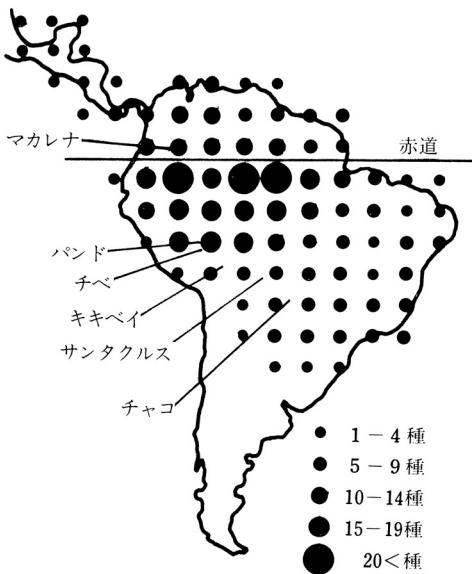 マカレナ
赤道
パンド
チベ
キキベイ
サンタクルス
チャコ
1－4種
5－9種
10－14種
15－19種
20＜種